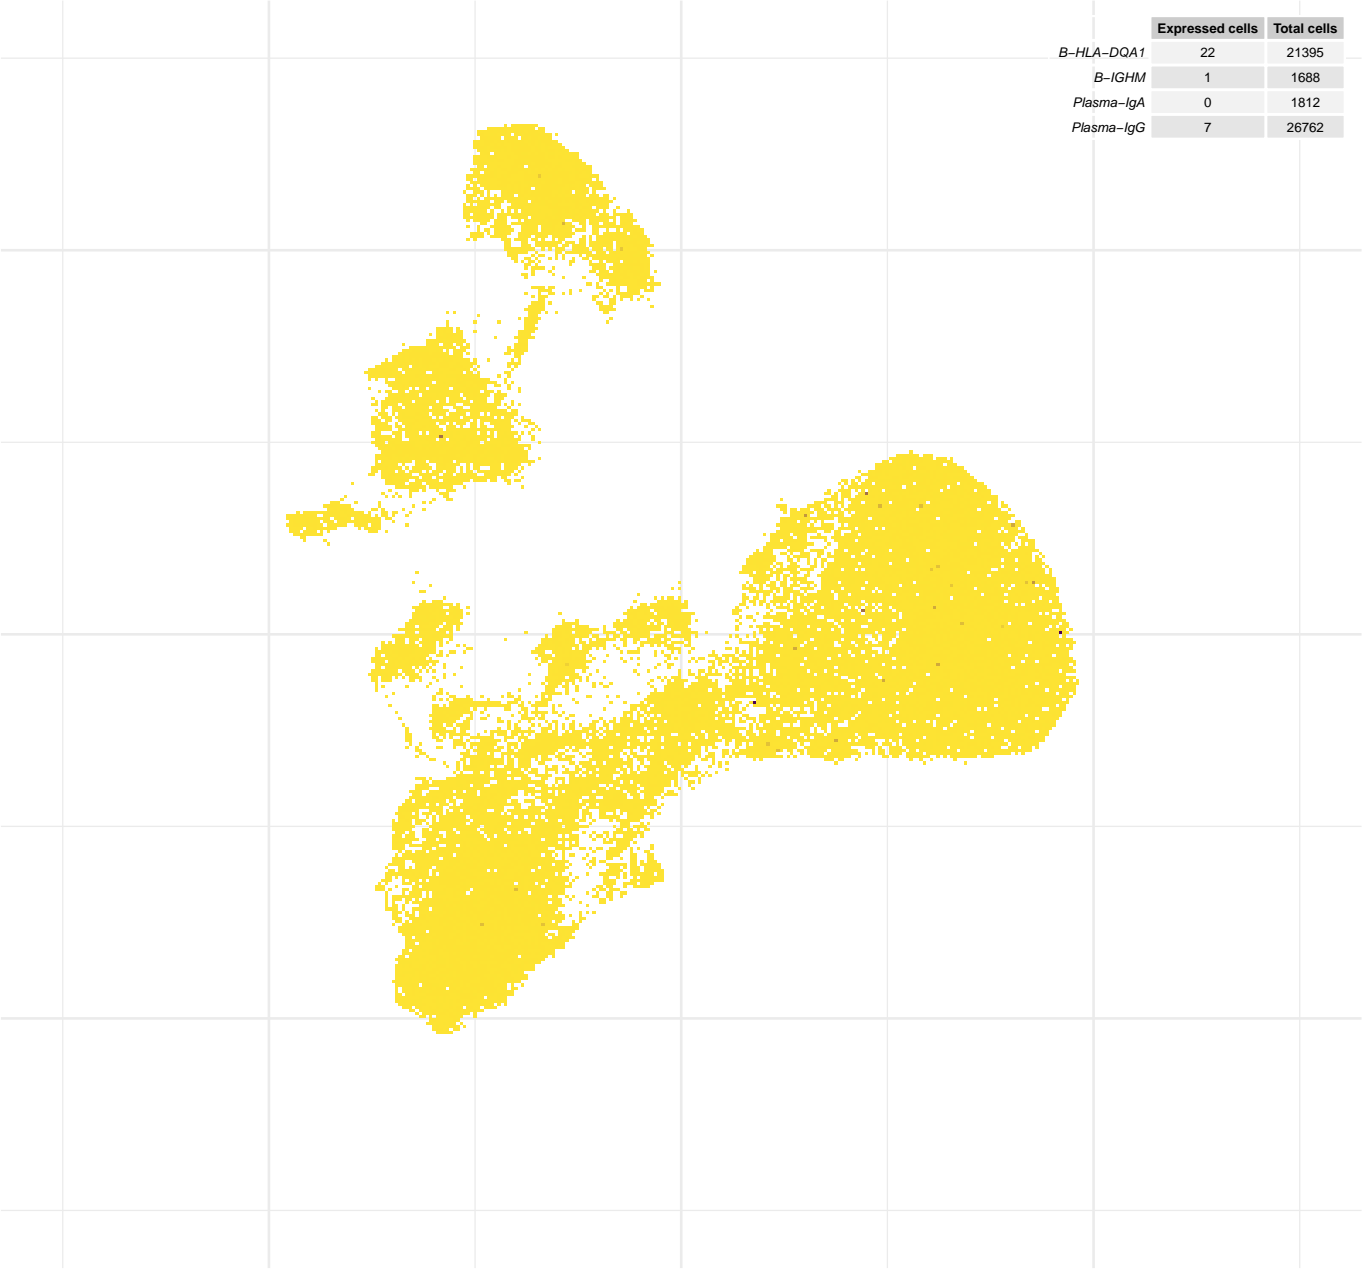 Expressed cells Total cells
B−HLA−DQA1 22 21395
B−IGHM 1 1688
Plasma−IgA 0 1812
Plasma−IgG 7 26762